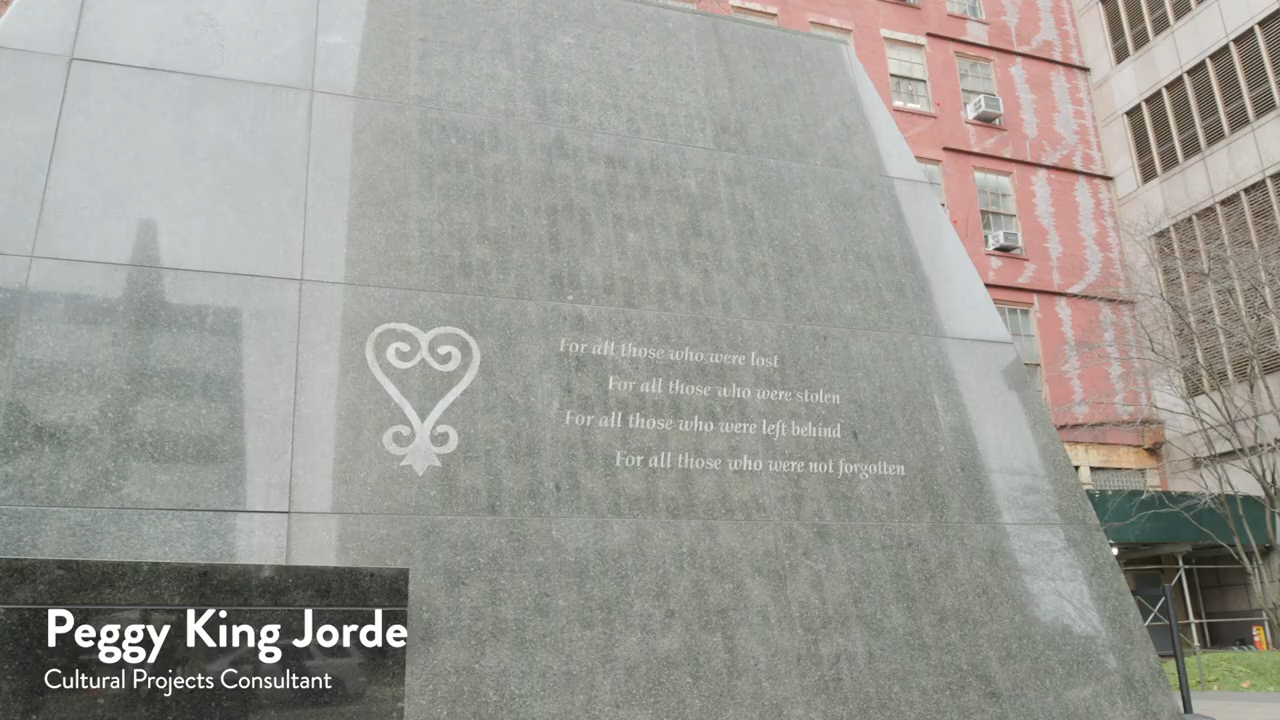 For all those who were lost
For all those who were stolen
For all those who were left behind
For all those who were not forgotten
Peggy King Jorde
Cultural Projects Consultant